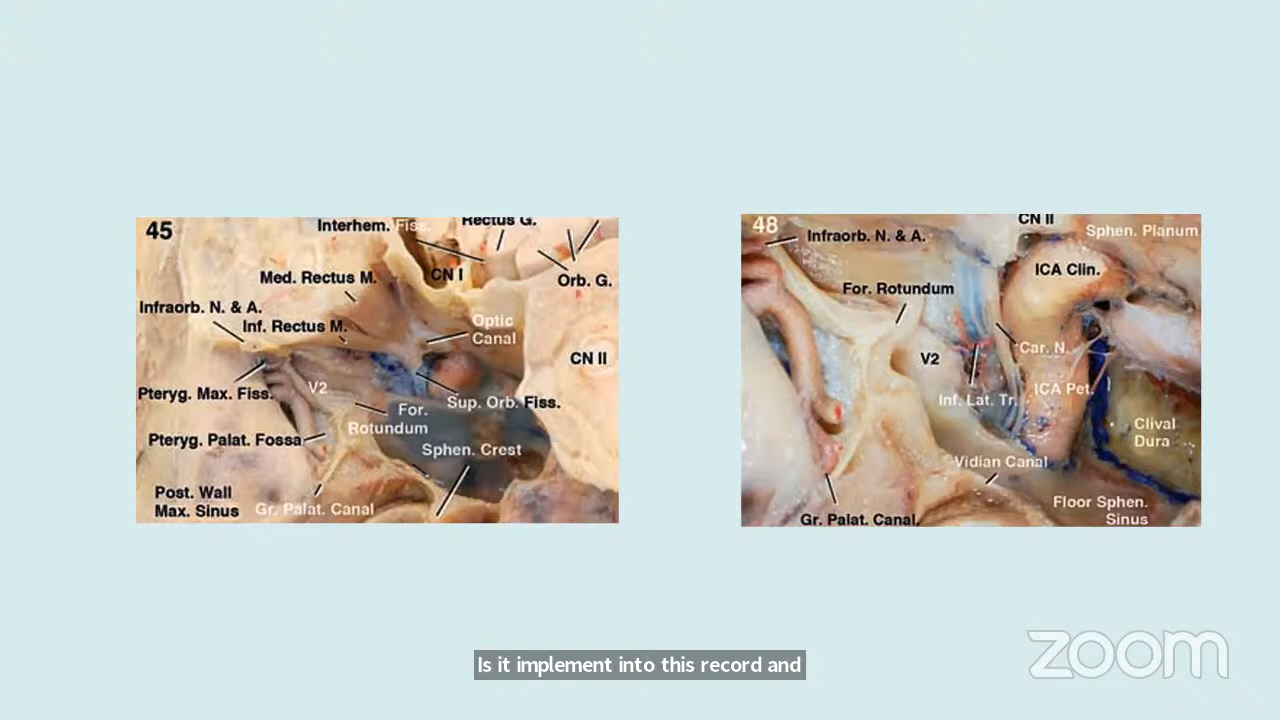 45
Interhem. Fiss.
Rectus G.
CN I
Med. Rectus M.
Orb. G.
Infraorb. N. & A.
Inf. Rectus M.
Optic
Canal
CN II
V2
Pteryg. Max. Fiss.
Sup. Orb. Fiss.
For.
Rotundum
Pteryg. Palat. Fossa
Sphen. Crest
Post. Wall
Max. Sinus
Gr. Palat. Canal
48
CN II
Infraorb. N. & A.
Sphen. Planum
ICA Clin.
For. Rotundum
Car. N.
V2
ICA Pet.
Inf. Lat. Tr.
Clival
Dura
Vidian Canal
Floor Sphen.
Sinus
Gr. Palat. Canal.
Is it implement into this record and
zoom